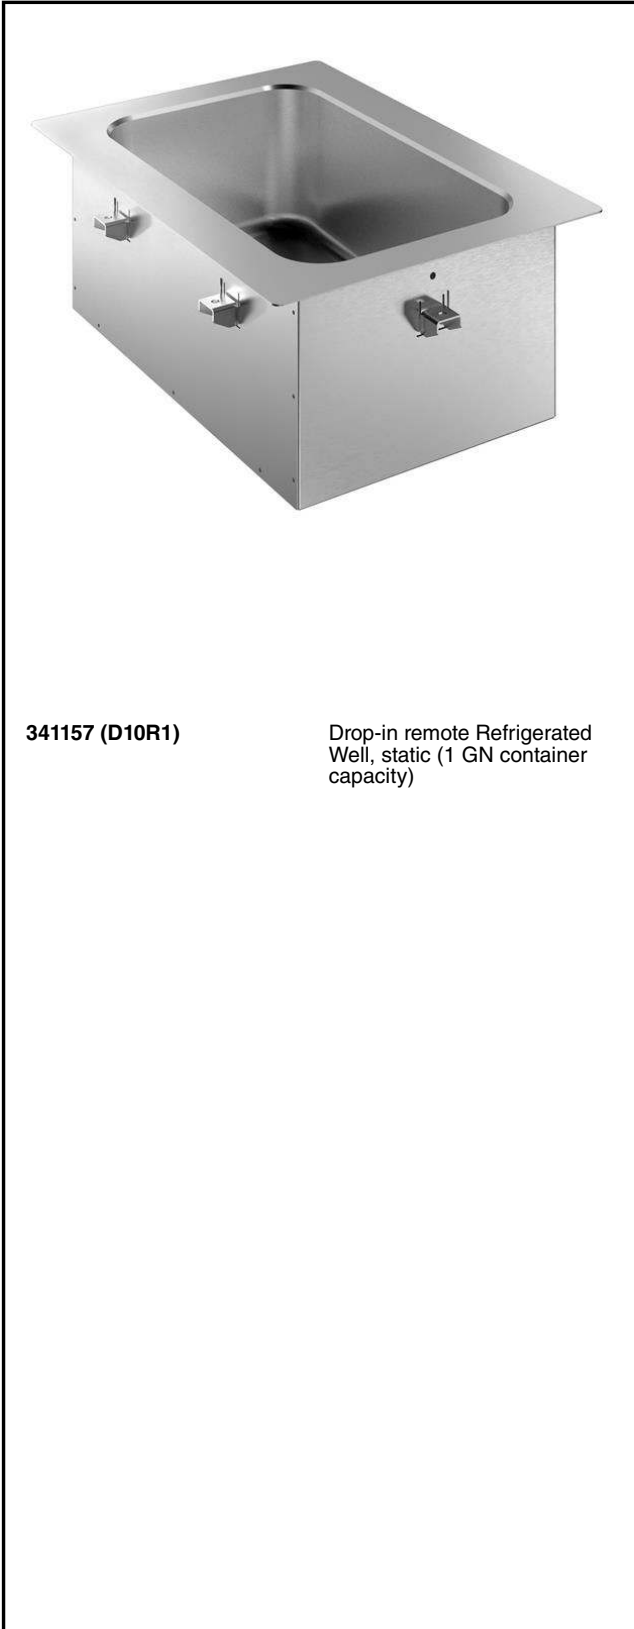 341157 (D10R1)
Drop-in remote Refrigerated
Well, static (1 GN container
capacity)